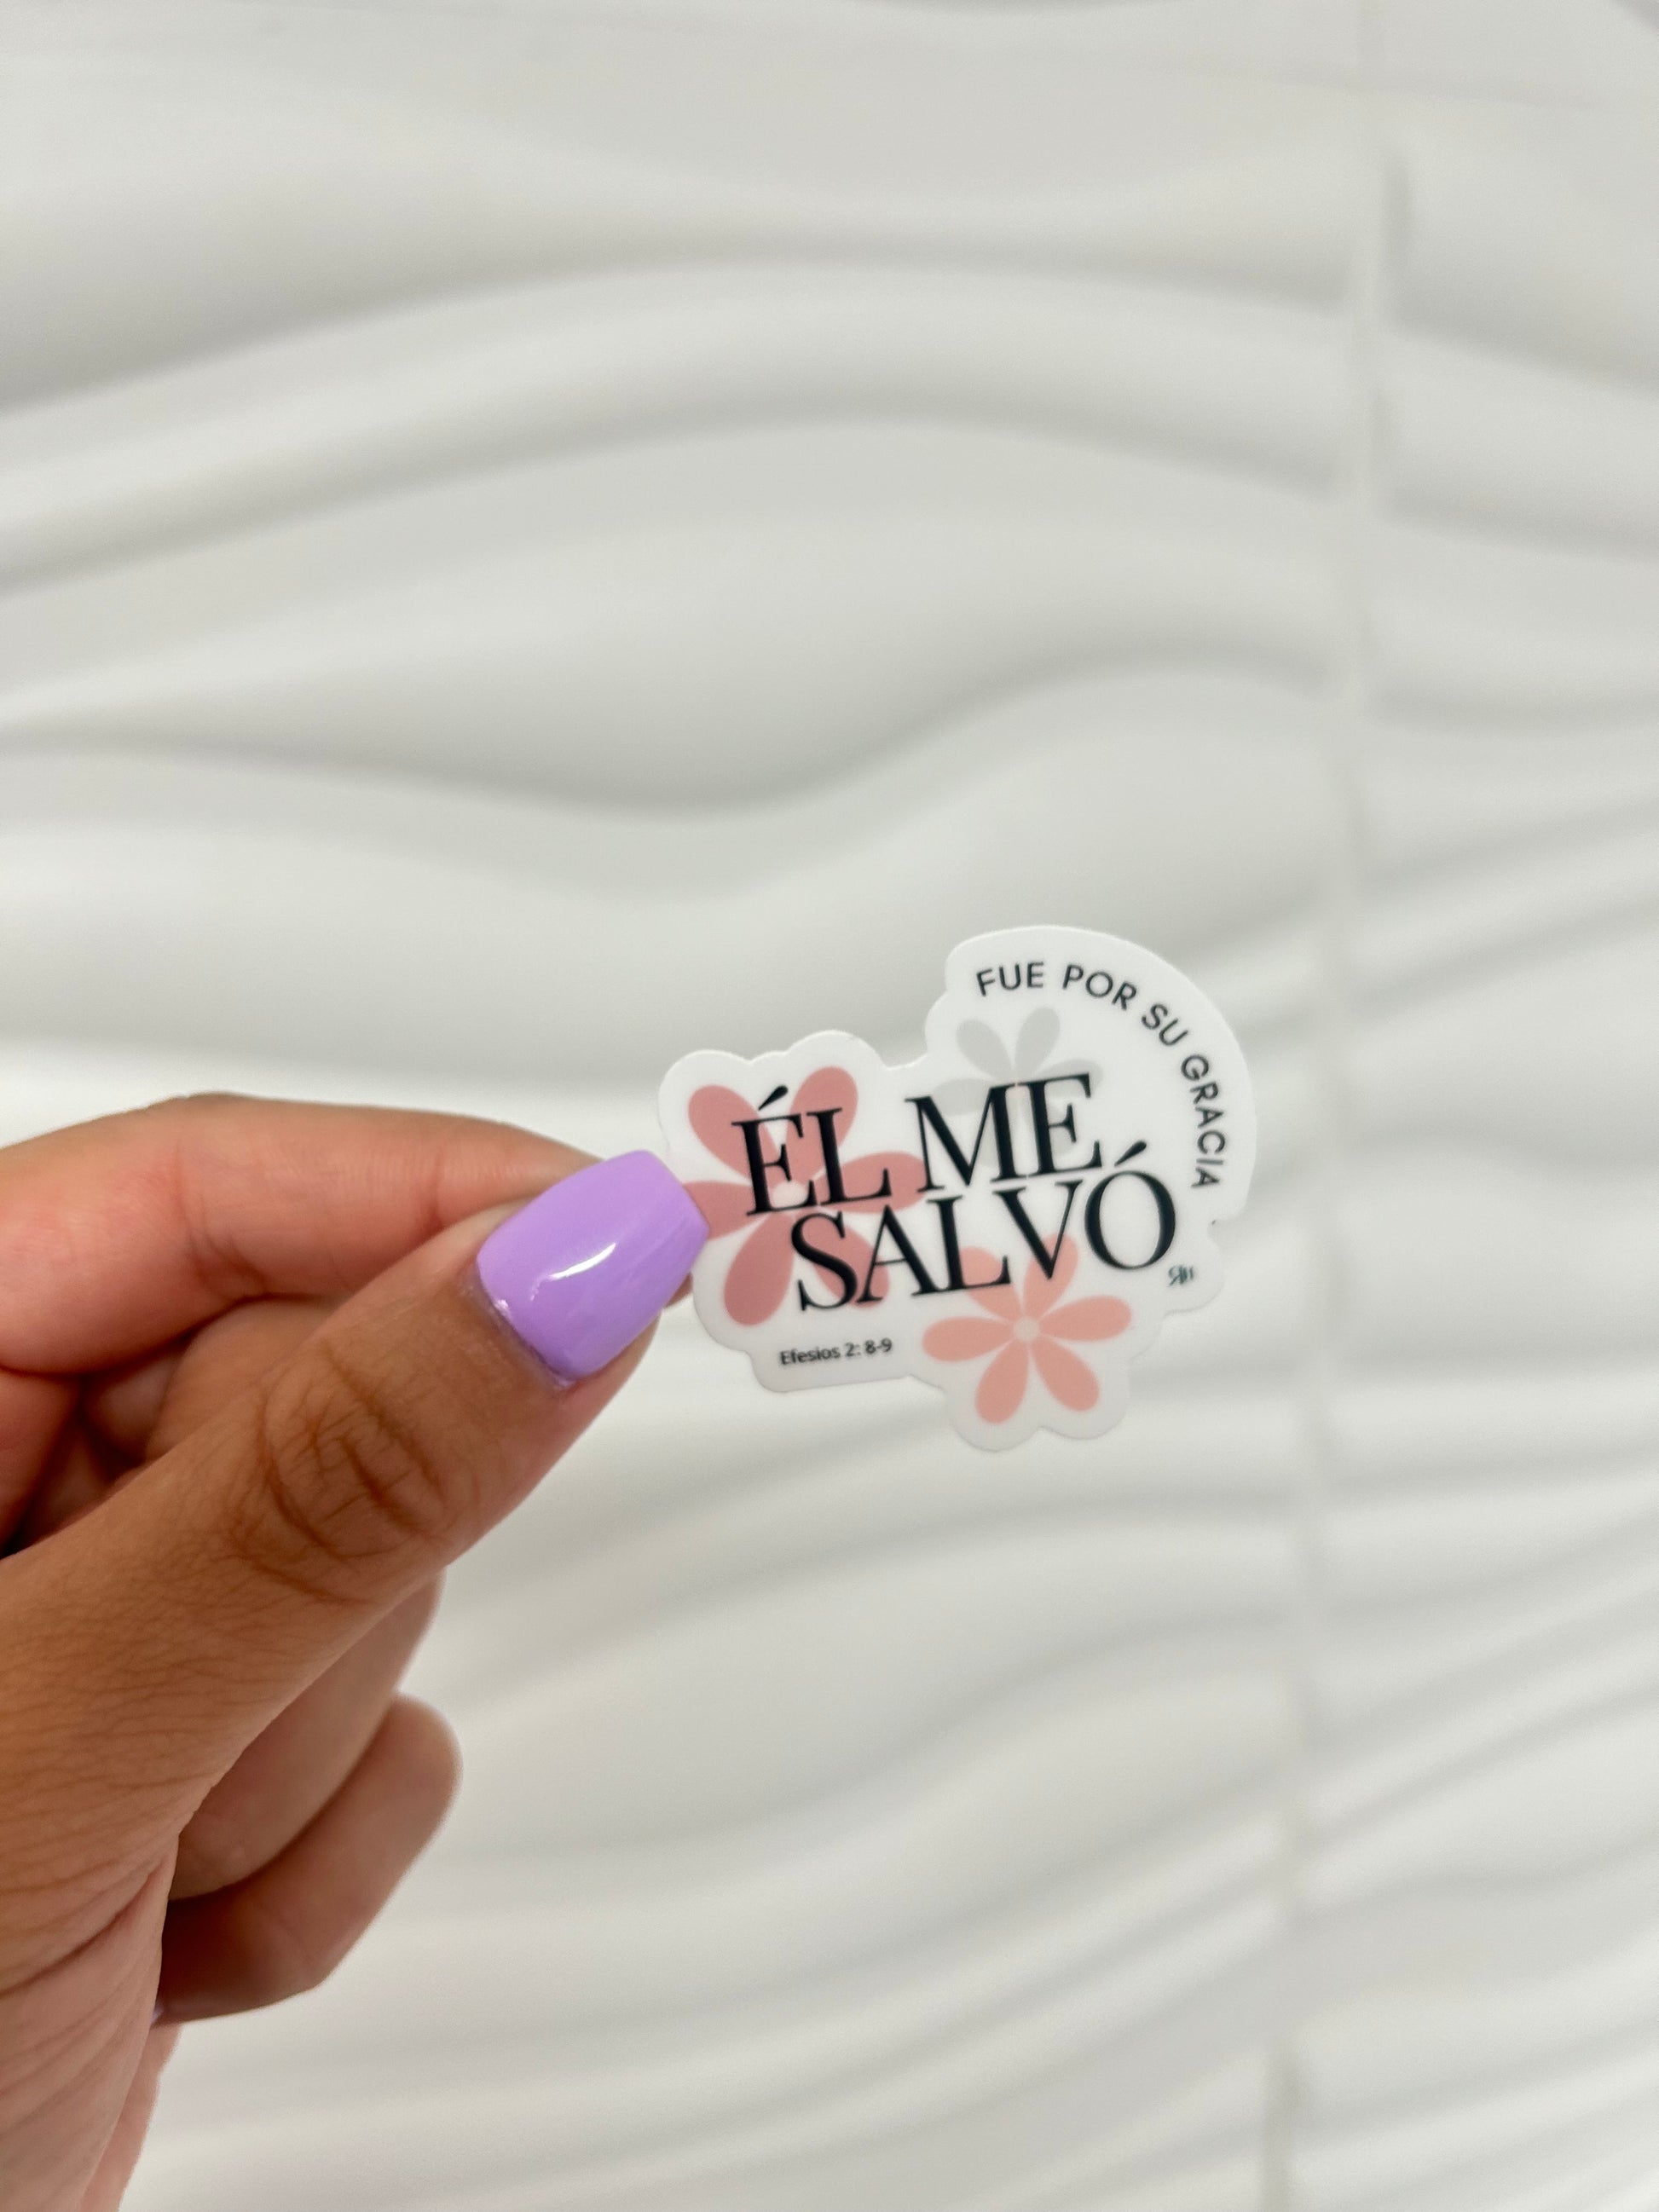 FUE POR SU GRACIA
ÉL ME
SALVÓ
Efesios 2: 8-9